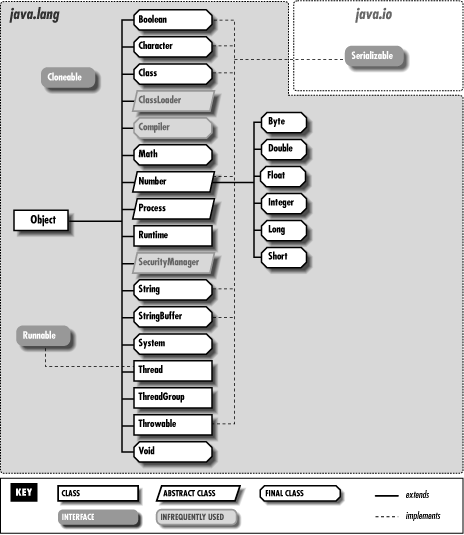 java.lang
java.io
Boolean
Character
Serializable
Class
Cloneable
ClassLoader
Compiler
Byte
Math
Double
Number
Float
Process
Integer
Object
Runtime
Long
SecurityManager
Short
String
StringBuffer
Runnable
System
Thread
ThreadGroup
Throwable
Void
KEY
CLASS
ABSTRACT CLASS
FINAL CLASS
extends
INTERFACE
INFREQUENTLY USED
implements